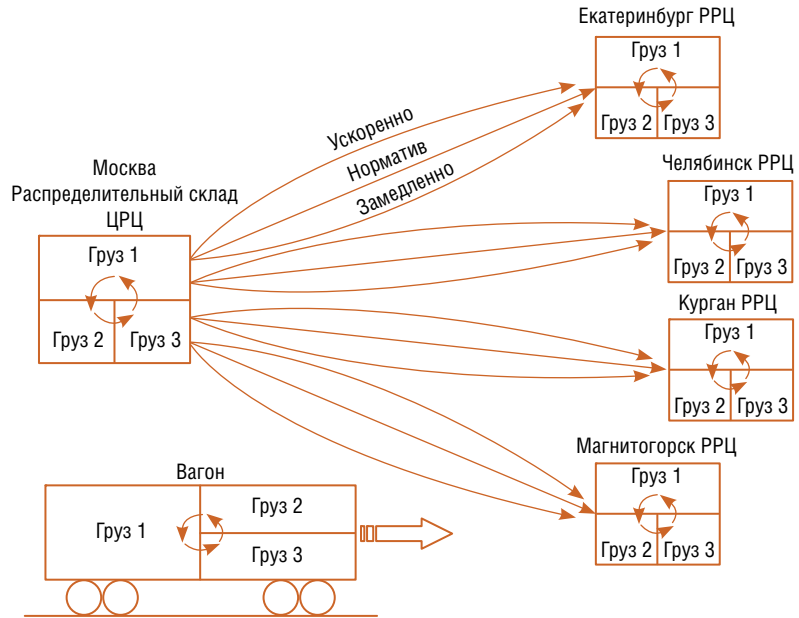 Екатеринбург РРЦ
Груз 1
Груз 2 Груз 3
Ускоренно
Норматив
Замедленно
Москва
Распределительный склад
ЦРЦ
Груз 1
Груз 2 Груз 3
Челябинск РРЦ
Груз 1
Груз 2 Груз 3
Курган РРЦ
Груз 1
Груз 2 Груз 3
Магнитогорск РРЦ
Груз 1
Груз 2 Груз 3
Вагон
Груз 1
Груз 2
Груз 3